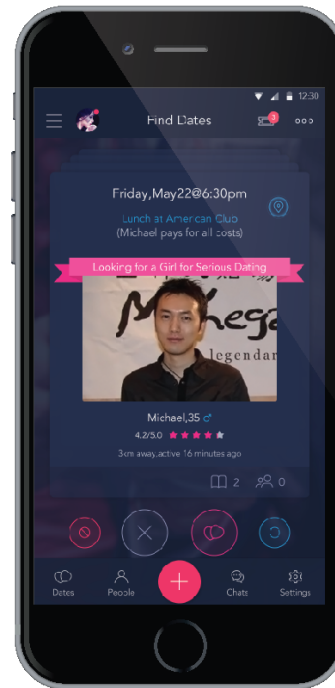 12:30
Find Dates
3
Friday,May22@6:30pm
Lunch at American Club
(Michael pays for all costs)
Looking for a Girl for Serious Dating
legendar
Michael,35
4.2/5.0
3km away,active 16 minutes ago
2 0
Dates People Chats Settings